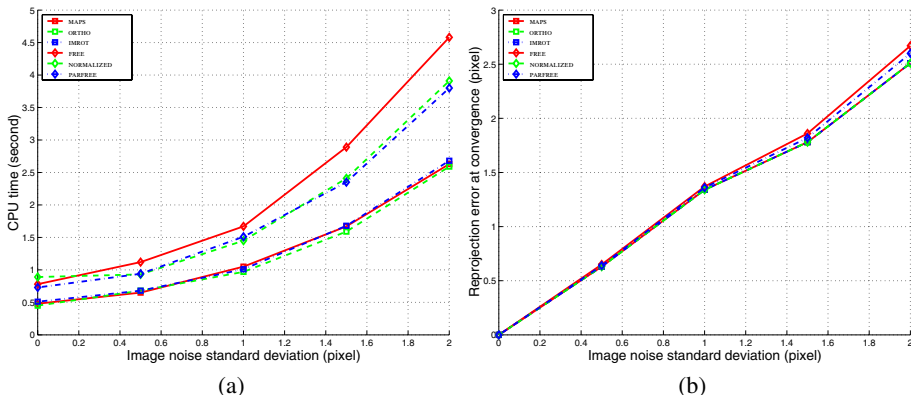 MAPS
ORTHO
IMROT
FREE
NORMALIZED
PARFREE
CPU time (second)
5
4.5
4
3.5
3
2.5
2
1.5
1
0.5
0
0 0.2 0.4 0.6 0.8 1 1.2 1.4 1.6 1.8 2
Image noise standard deviation (pixel)
(a)
MAPS
ORTHO
IMROT
FREE
NORMALIZED
PARFREE
Reprojection error at convergence (pixel)
3
2.5
2
1.5
1
0.5
0
0 0.2 0.4 0.6 0.8 1 1.2 1.4 1.6 1.8 2
Image noise standard deviation (pixel)
(b)